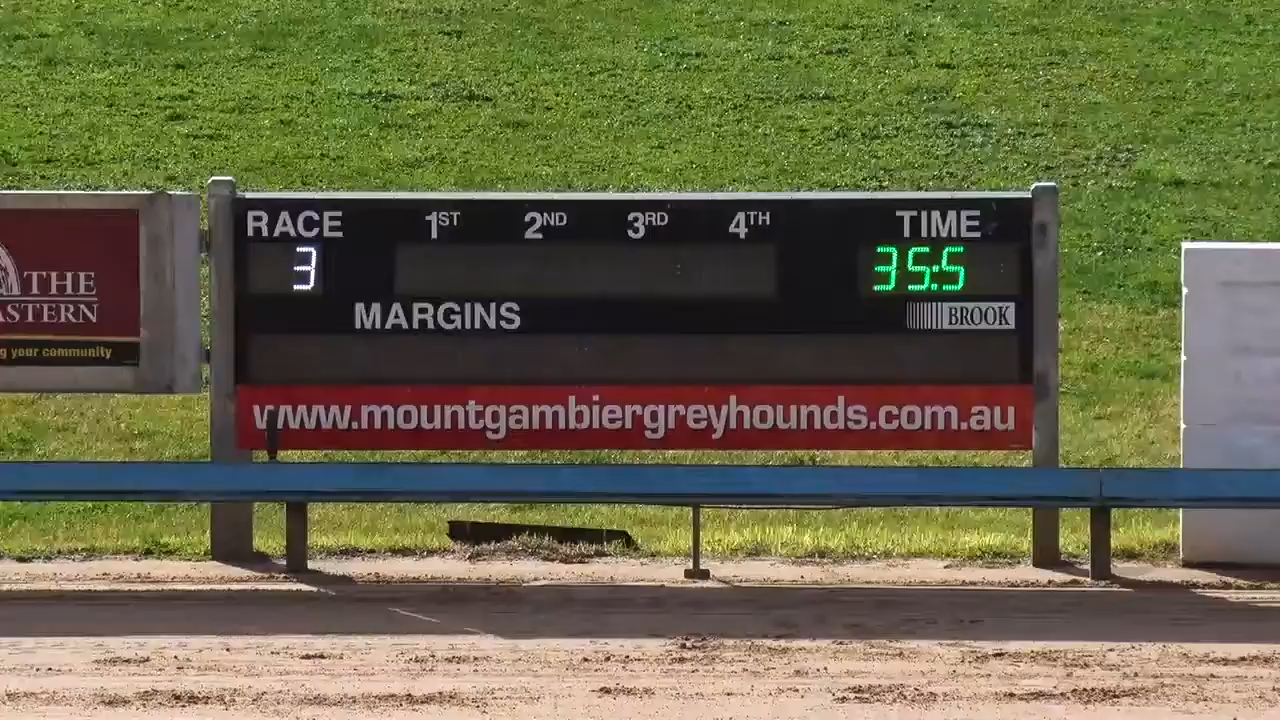 RACE 1ST 2ND 3RD 4TH TIME
3 35:5
MARGINS
BROOK
www.mountgambiergreyhounds.com.au
THE
ASTERN
g your community